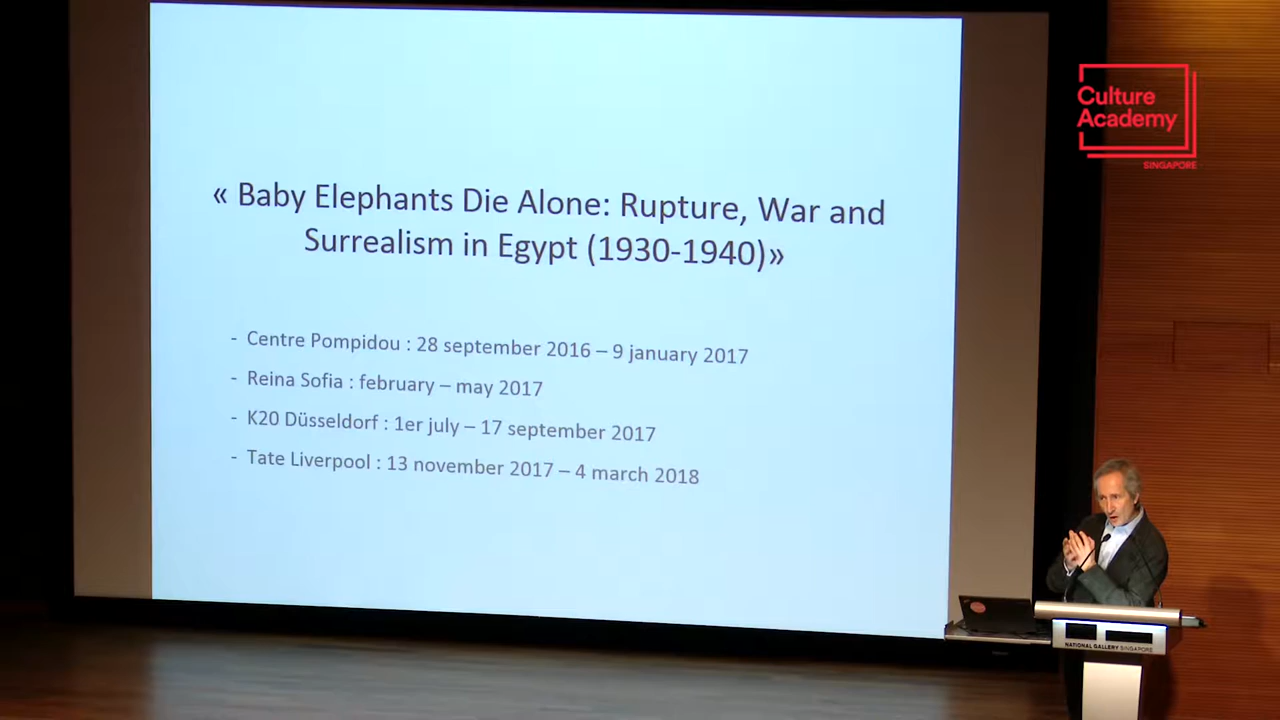 « Baby Elephants Die Alone: Rupture, War and
Surrealism in Egypt (1930-1940)»
- Centre Pompidou : 28 september 2016 – 9 january 2017
- Reina Sofia : february – may 2017
- K20 Düsseldorf : 1er july – 17 september 2017
- Tate Liverpool : 13 november 2017 – 4 march 2018
Culture
Academy
SINGAPORE
NATIONAL GALLERY SINGAPORE